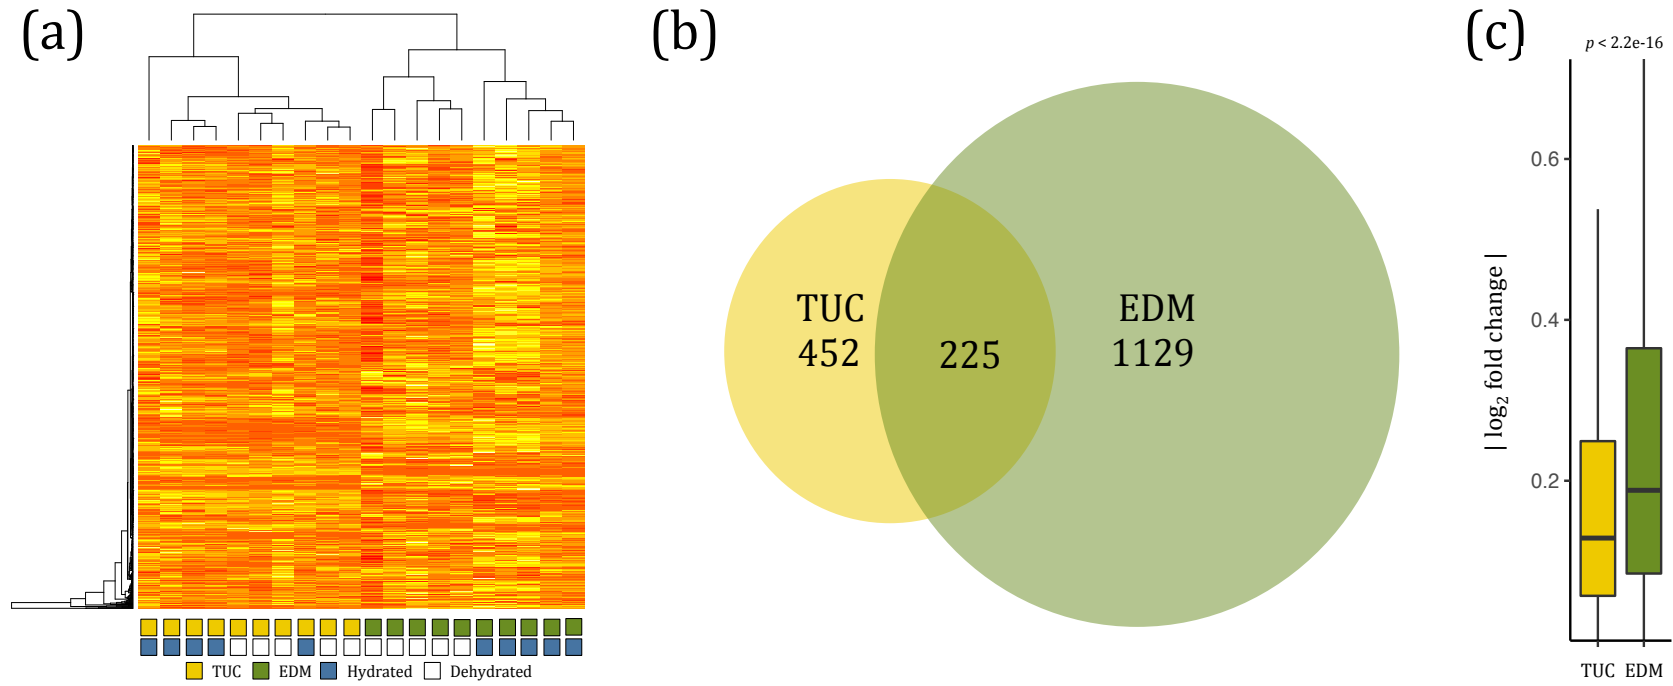 (a)
TUC EDM Hydrated Dehydrated
(b)
TUC
452
225
EDM
1129
(c)
p < 2.2e-16
| log2 fold change |
0.6
0.4
0.2
TUC EDM